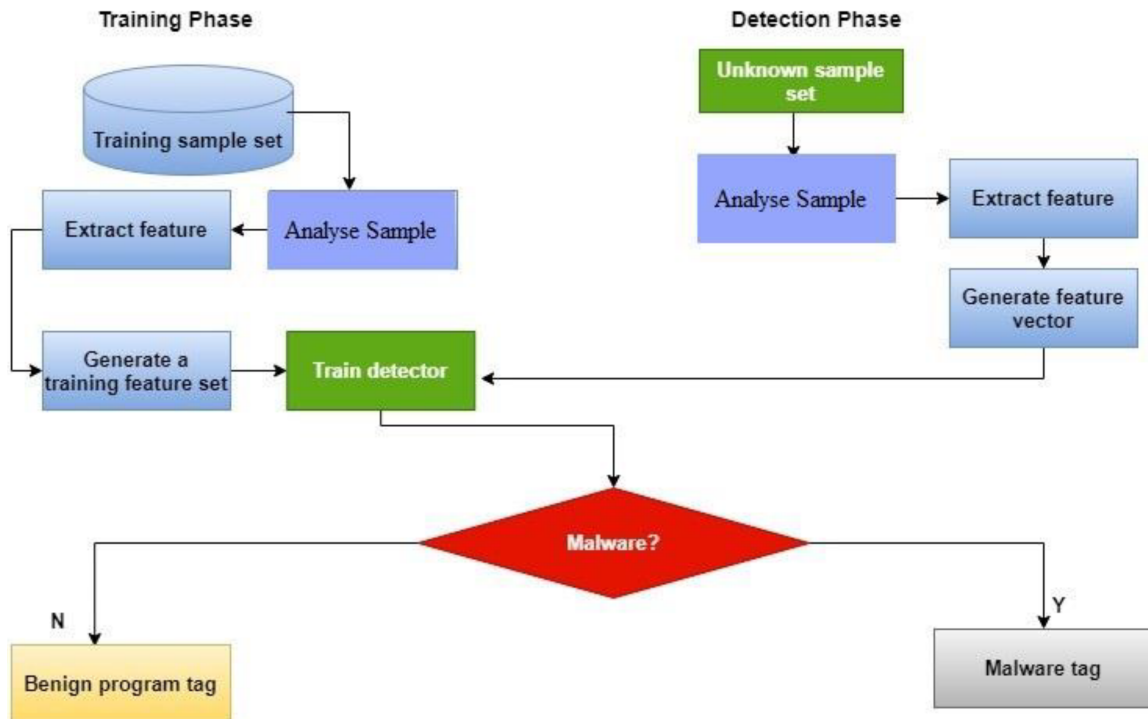 Training Phase
Detection Phase
Training sample set
Unknown sample
set
Extract feature
Analyse Sample
Analyse Sample
Extract feature
Generate feature
vector
Generate a
training feature set
Train detector
Malware?
N
Y
Benign program tag
Malware tag